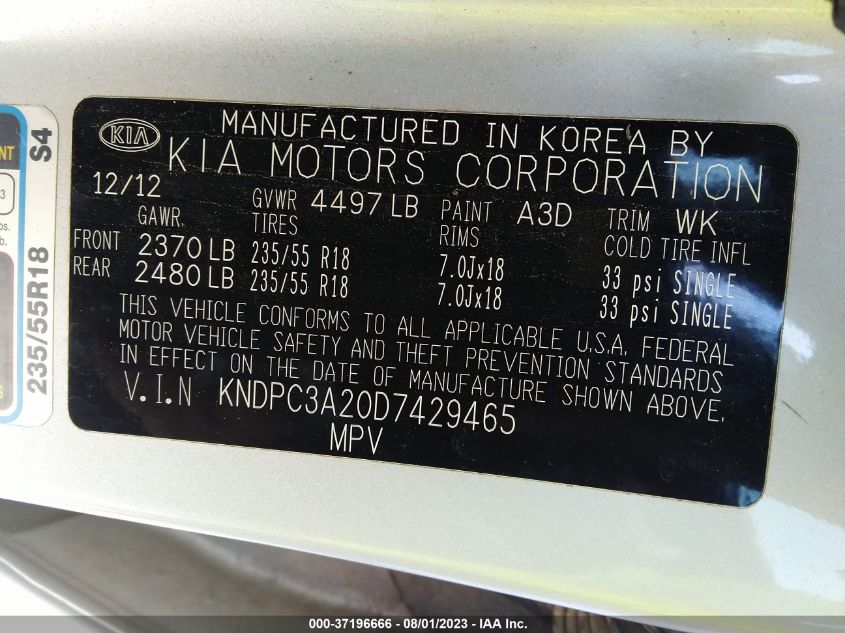 KIA
MANUFACTURED IN KOREA BY
KIA MOTORS CORPORATION
12/12 GVWR 4497 LB PAINT A3D TRIM WK
GAWR. TIRES RIMS COLD TIRE INFL
FRONT 2370 LB 235/55 R18 7.0Jx18 33 psi SINGLE
REAR 2480 LB 235/55 R18 7.0Jx18 33 psi SINGLE
THIS VEHICLE CONFORMS TO ALL APPLICABLE U.S.A. FEDERAL
MOTOR VEHICLE SAFETY AND THEFT PREVENTION STANDARDS
IN EFFECT ON THE DATE OF MANUFACTURE SHOWN ABOVE.
V.I.N KNDPC3A20D7429465
MPV
235/55R18 S4
000-37196666 - 08/01/2023 - IAA Inc.